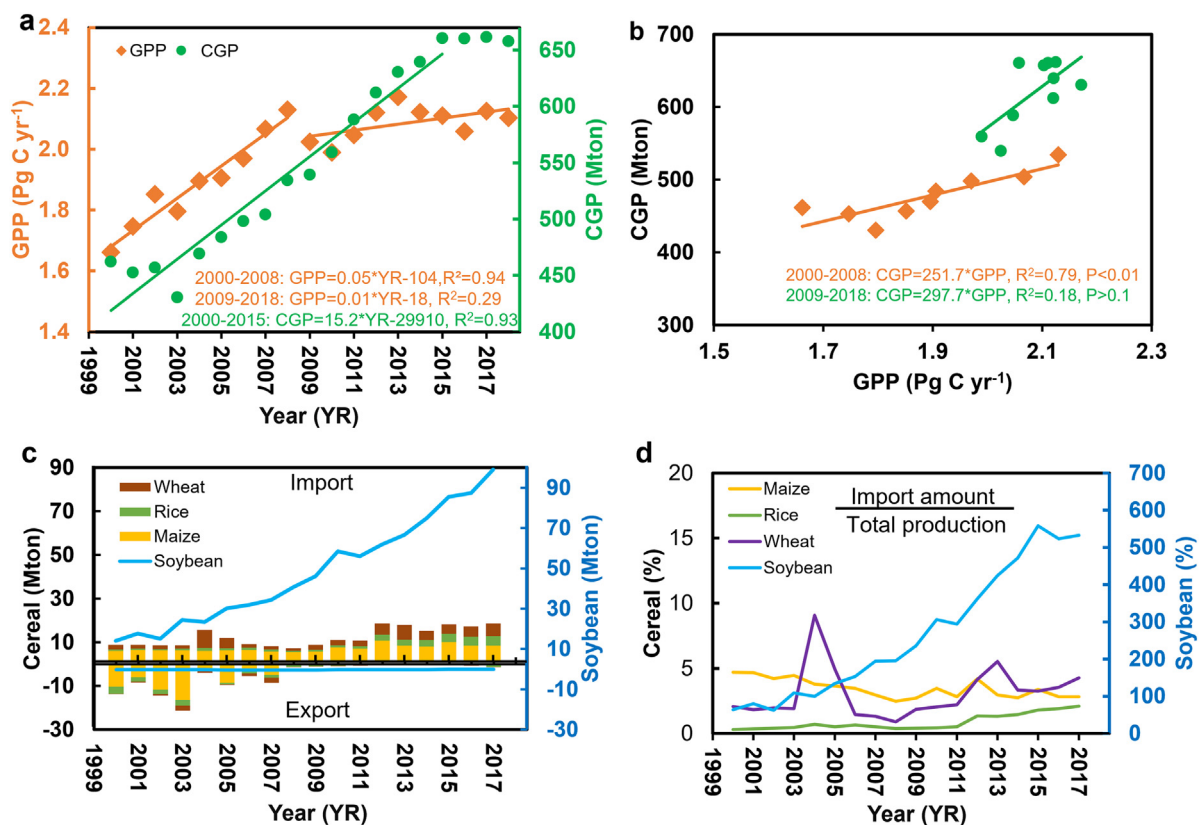 a
GPP
CGP
GPP (Pg C yr⁻¹)
2.4
2.2
2.0
1.8
1.6
1.4
650
600
550
500
450
400
CGP (Mton)
2000-2008: GPP=0.05*YR-104, R²=0.94
2009-2018: GPP=0.01*YR-18, R²=0.29
2000-2015: CGP=15.2*YR-29910, R²=0.93
1999
2001
2003
2005
2007
2009
2011
2013
2015
2017
Year (YR)
b
CGP (Mton)
700
600
500
400
300
2000-2008: CGP=251.7*GPP, R²=0.79, P<0.01
2009-2018: CGP=297.7*GPP, R²=0.18, P>0.1
1.5
1.7
1.9
2.1
2.3
GPP (Pg C yr⁻¹)
c
Cereal (Mton)
90
70
50
30
10
-10
-30
Wheat
Rice
Maize
Soybean
Import
Export
90
70
50
30
10
-10
-30
Soybean (Mton)
1999
2001
2003
2005
2007
2009
2011
2013
2015
2017
Year (YR)
d
Cereal (%)
20
15
10
5
0
Maize
Rice
Wheat
Soybean
Import amount
Total production
700
600
500
400
300
200
100
0
Soybean (%)
1999
2001
2003
2005
2007
2009
2011
2013
2015
2017
Year (YR)